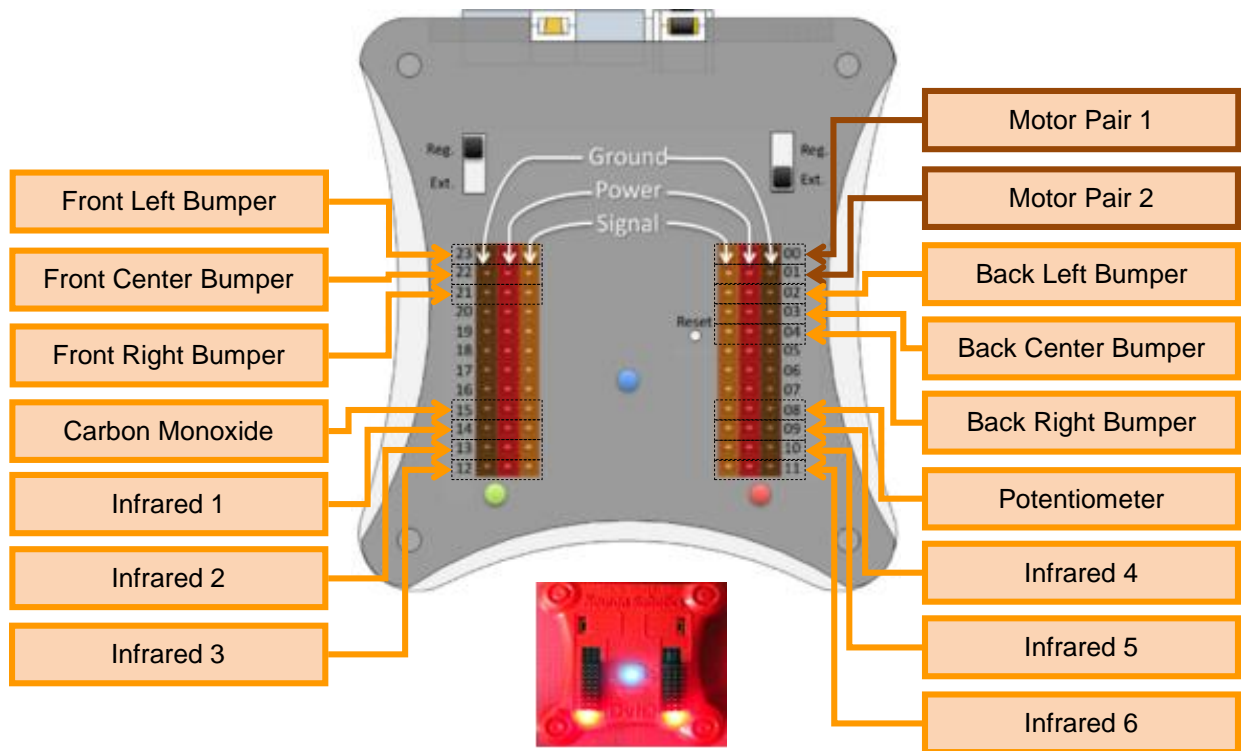 Motor Pair 1
Reg.
Ground
Reg.
Ext.
Power
Ext.
Front Left Bumper
Motor Pair 2
Signal
23
00
Front Center Bumper
22
01
Back Left Bumper
21
02
20
03
Reset
19
04
Front Right Bumper
18
05
Back Center Bumper
17
06
16
07
Carbon Monoxide
15
08
Back Right Bumper
14
09
13
10
12
11
Infrared 1
Potentiometer
Infrared 2
Infrared 4
Infrared 3
Infrared 5
Infrared 6